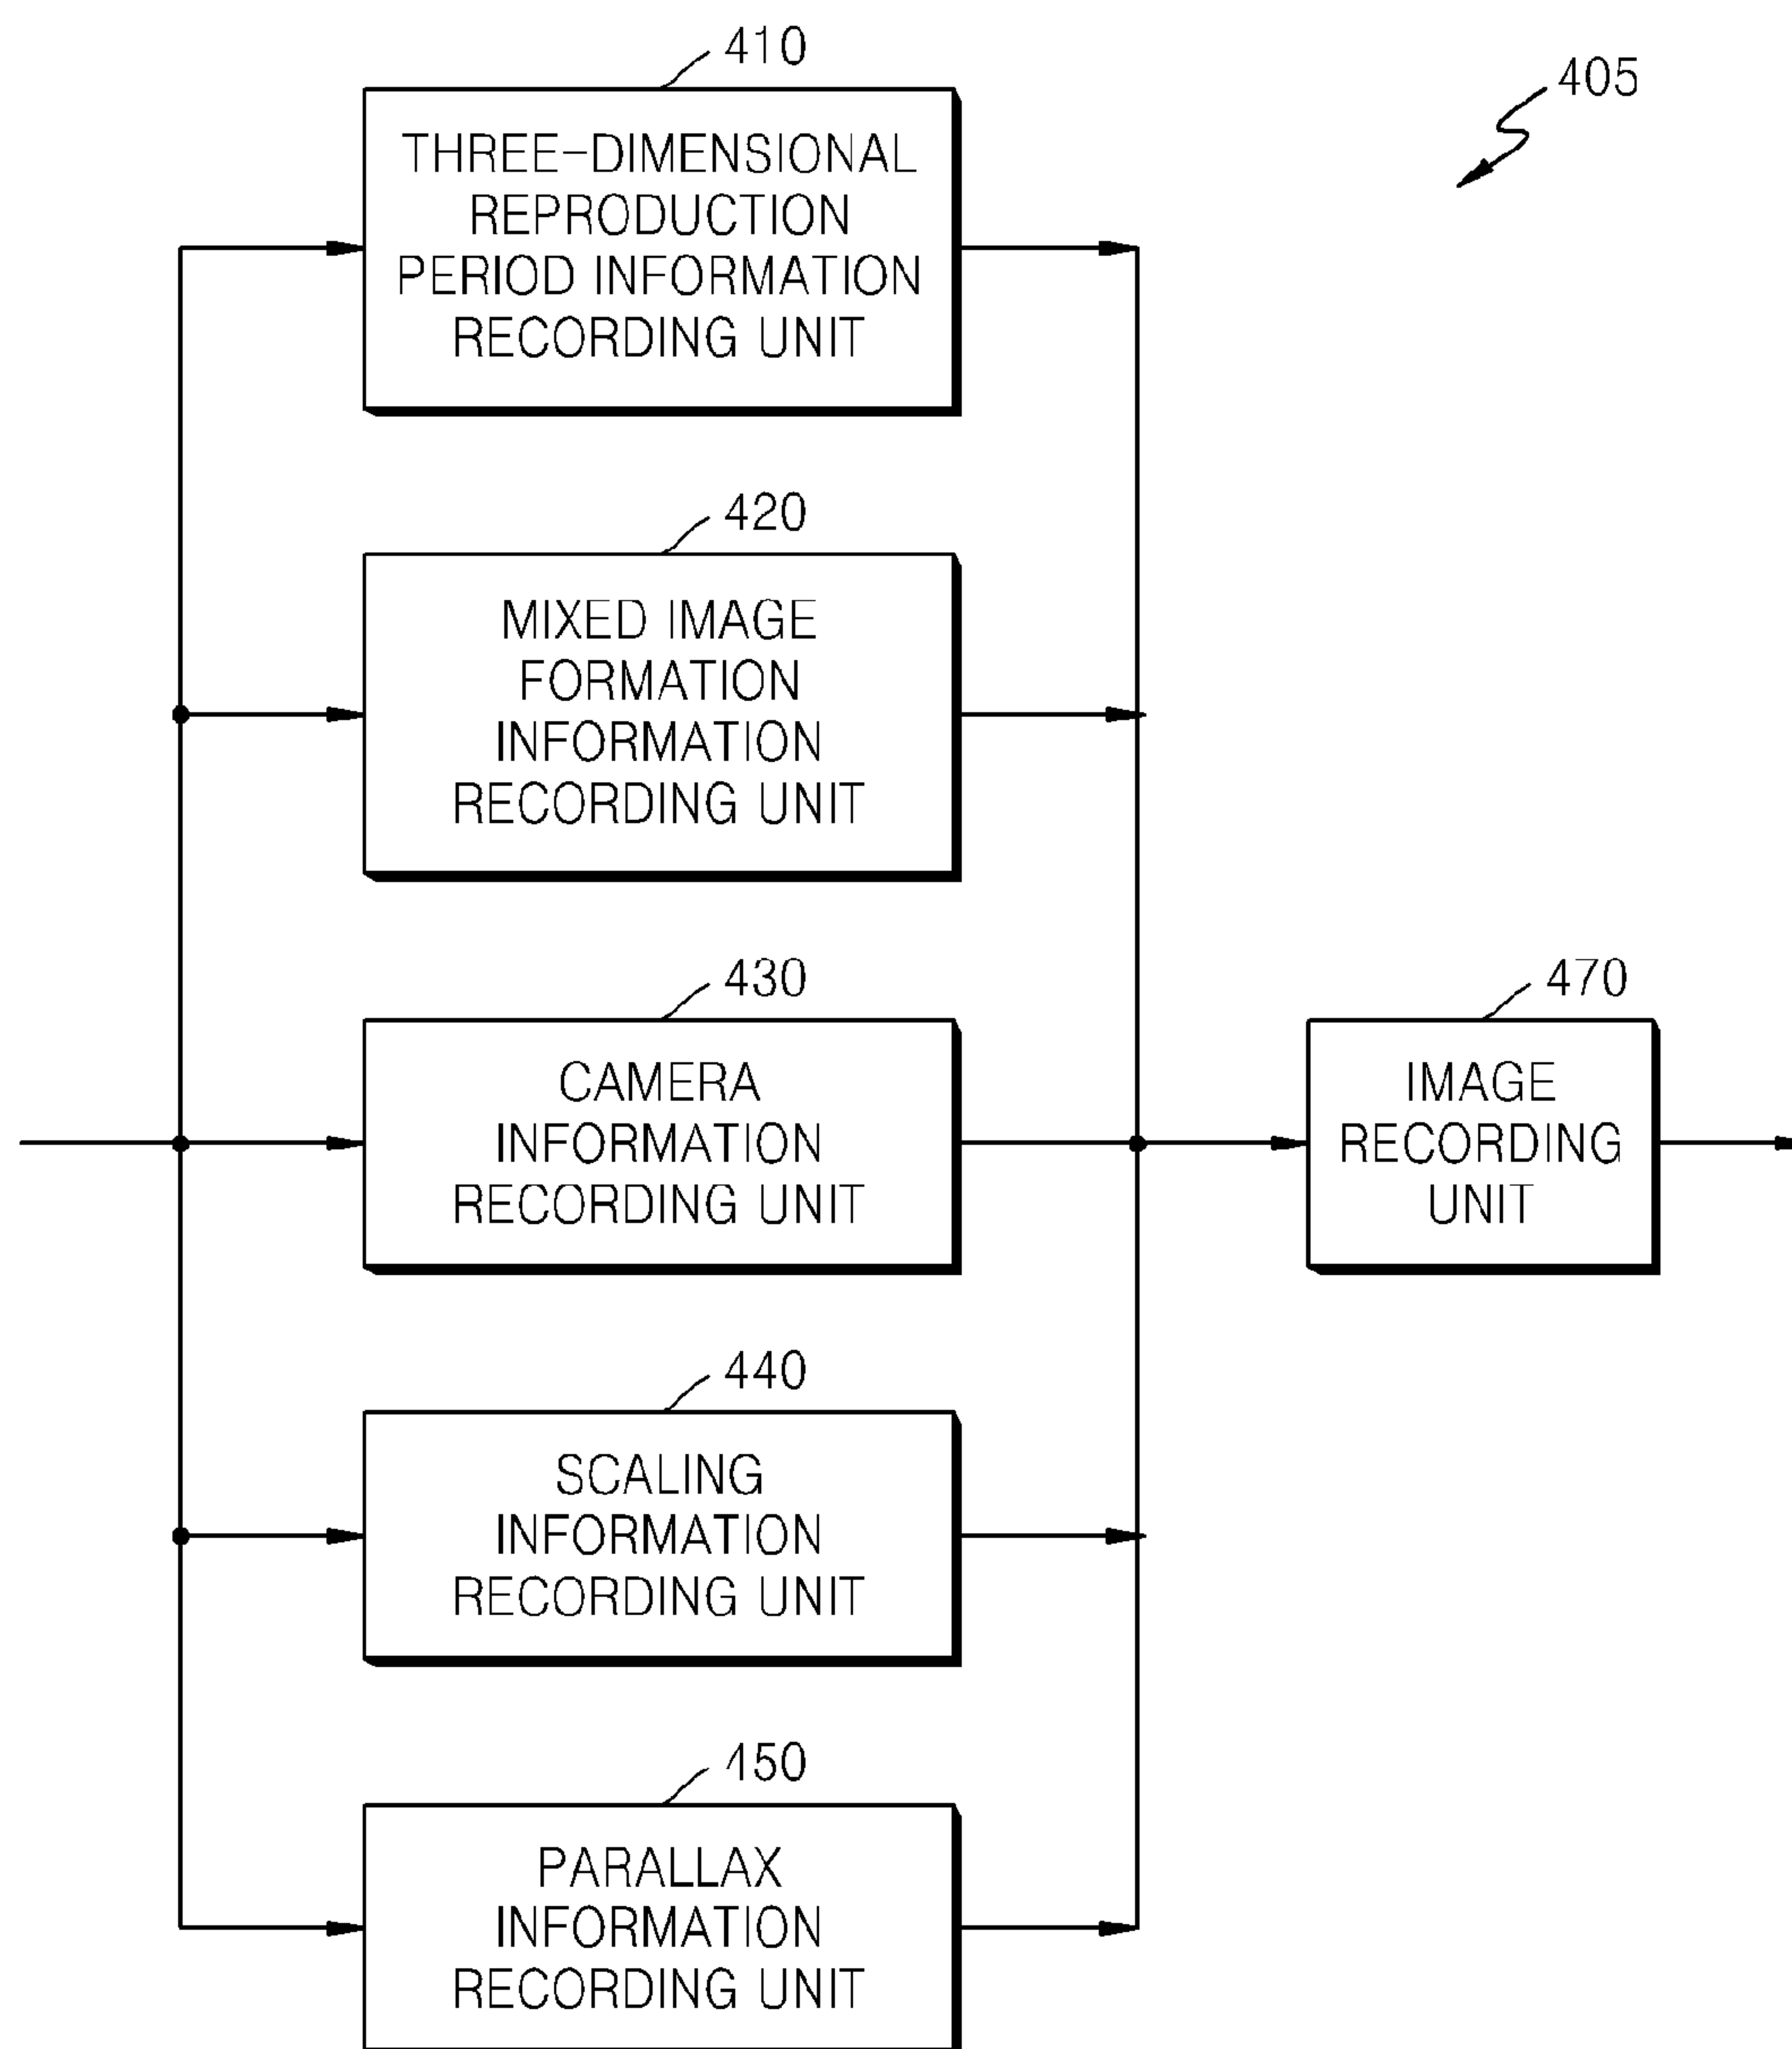 410
405
THREE-DIMENSIONAL
REPRODUCTION
PERIOD INFORMATION
RECORDING UNIT
420
MIXED IMAGE
FORMATION
INFORMATION
RECORDING UNIT
430
CAMERA
INFORMATION
RECORDING UNIT
470
IMAGE
RECORDING
UNIT
440
SCALING
INFORMATION
RECORDING UNIT
450
PARALLAX
INFORMATION
RECORDING UNIT